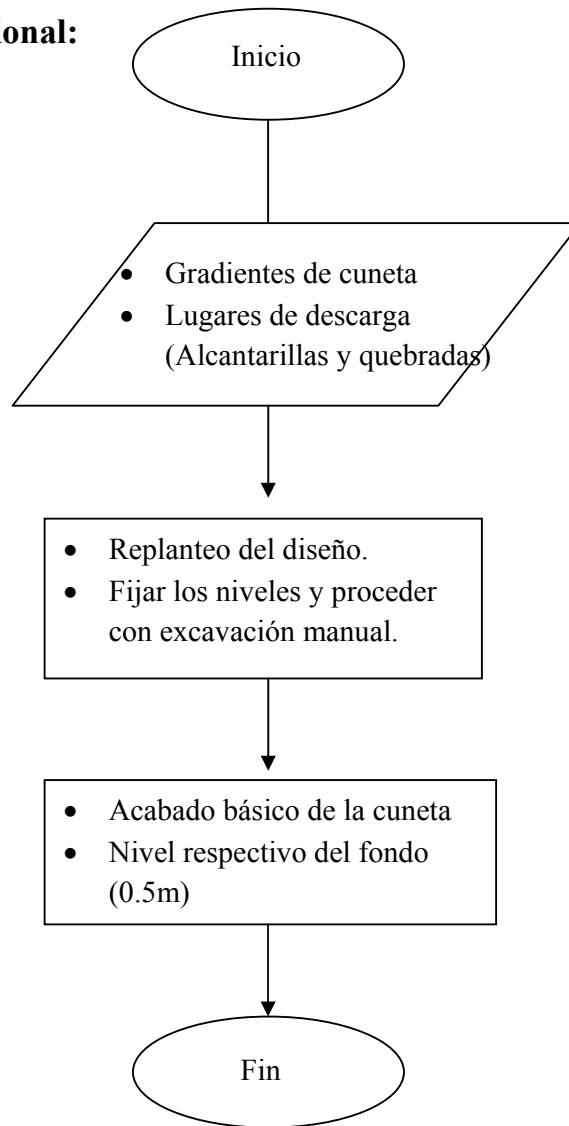 ional:
Inicio
• Gradientes de cuneta
• Lugares de descarga
(Alcantarillas y quebradas)
• Replanteo del diseño.
• Fijar los niveles y proceder
con excavación manual.
• Acabado básico de la cuneta
• Nivel respectivo del fondo
(0.5m)
Fin